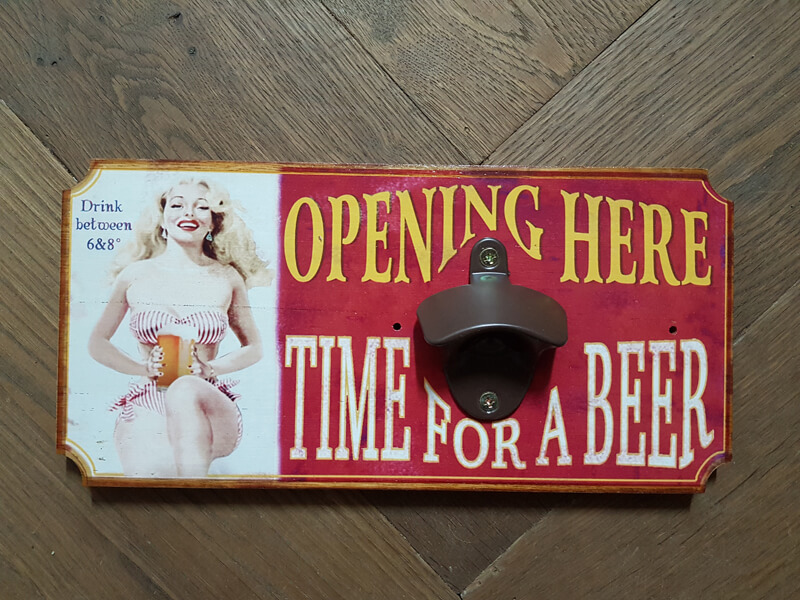 Drink
between
6&8°
OPENING HERE
TIME FOR A BEER